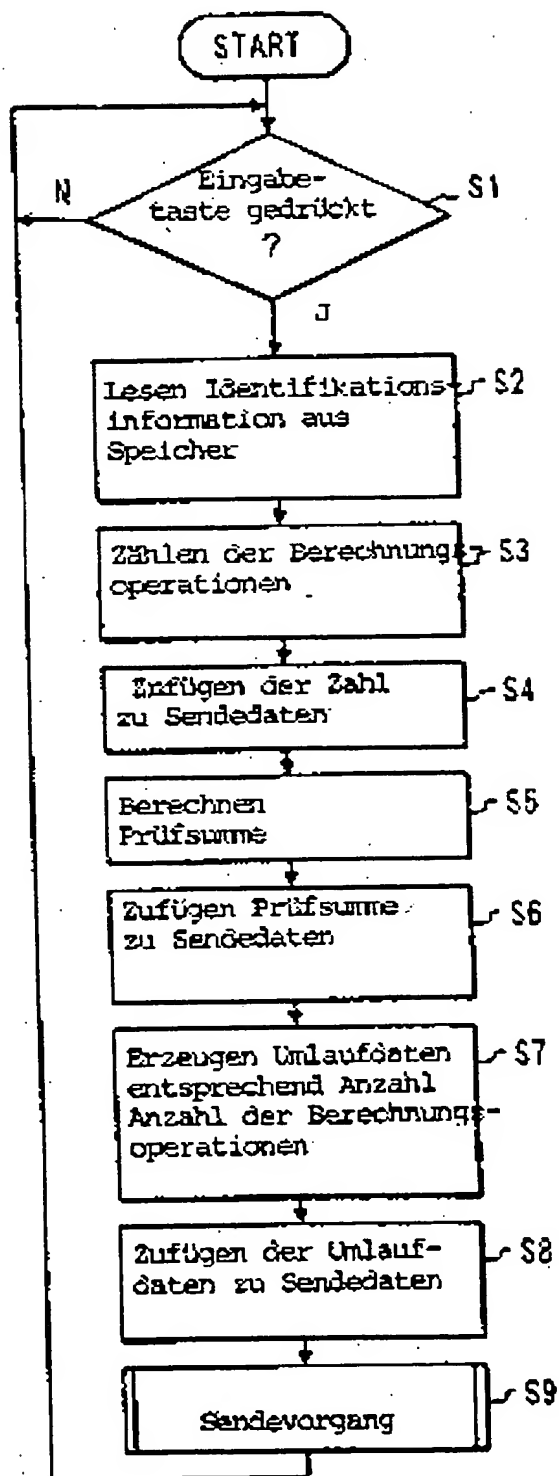 START
Eingabe-
taste gedrückt
?
S1
N
J
Lesen Identifikations-
information aus
Speicher
S2
Zählen der Berechnungs-
operationen
S3
Zufügen der Zahl
zu Sendedaten
S4
Berechnen
Prüfsumme
S5
Zufügen Prüfsumme
zu Sendedaten
S6
Erzeugen Umlaufdaten
entsprechend Anzahl
Anzahl der Berechnungs-
operationen
S7
Zufügen der Umlauf-
daten zu Sendedaten
S8
Sendevorgang
S9